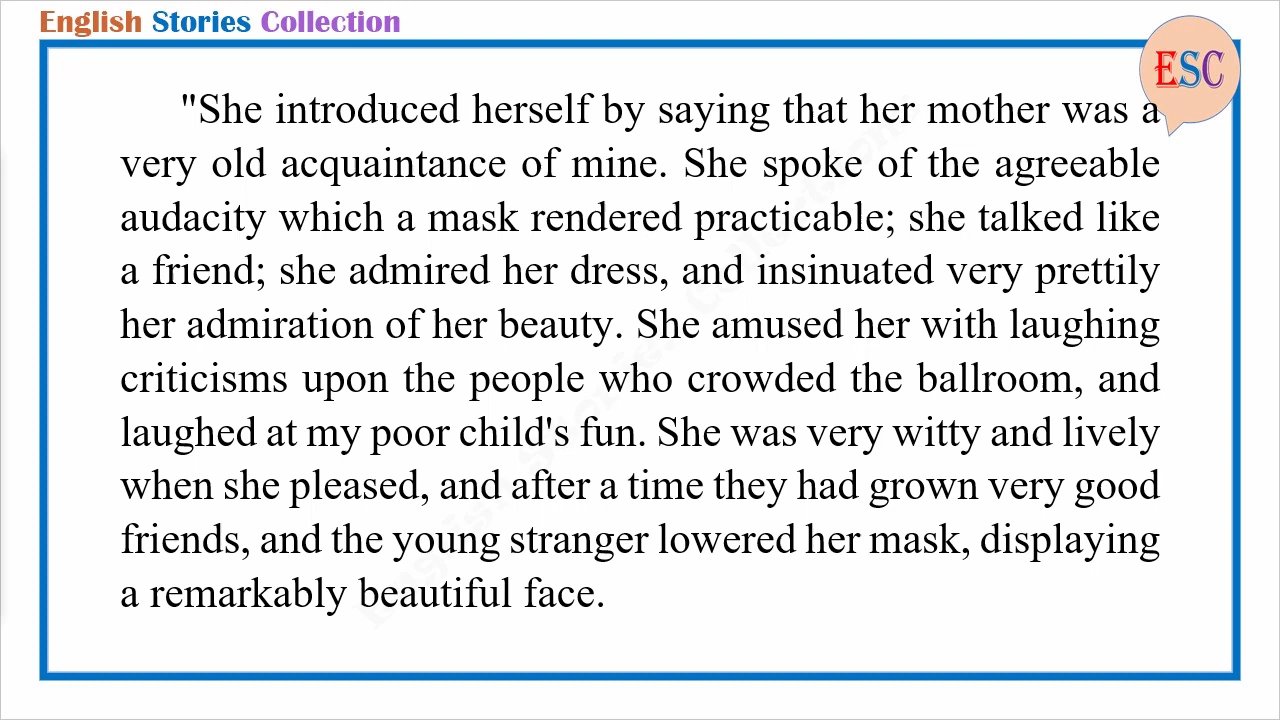 English Stories Collection
ESC
"She introduced herself by saying that her mother was a
very old acquaintance of mine. She spoke of the agreeable
audacity which a mask rendered practicable; she talked like
a friend; she admired her dress, and insinuated very prettily
her admiration of her beauty. She amused her with laughing
criticisms upon the people who crowded the ballroom, and
laughed at my poor child's fun. She was very witty and lively
when she pleased, and after a time they had grown very good
friends, and the young stranger lowered her mask, displaying
a remarkably beautiful face.
English Stories Collection